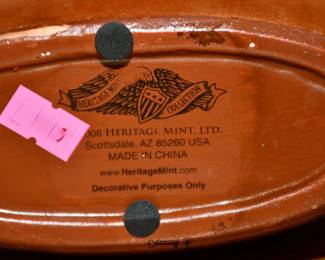 HERITAGE MINT
COLLECTION
008 HERITAGE MINT, LTD.
Scottsdale, AZ 85260 USA
MADE IN CHINA
www.HeritageMint.com
Decorative Purposes Only